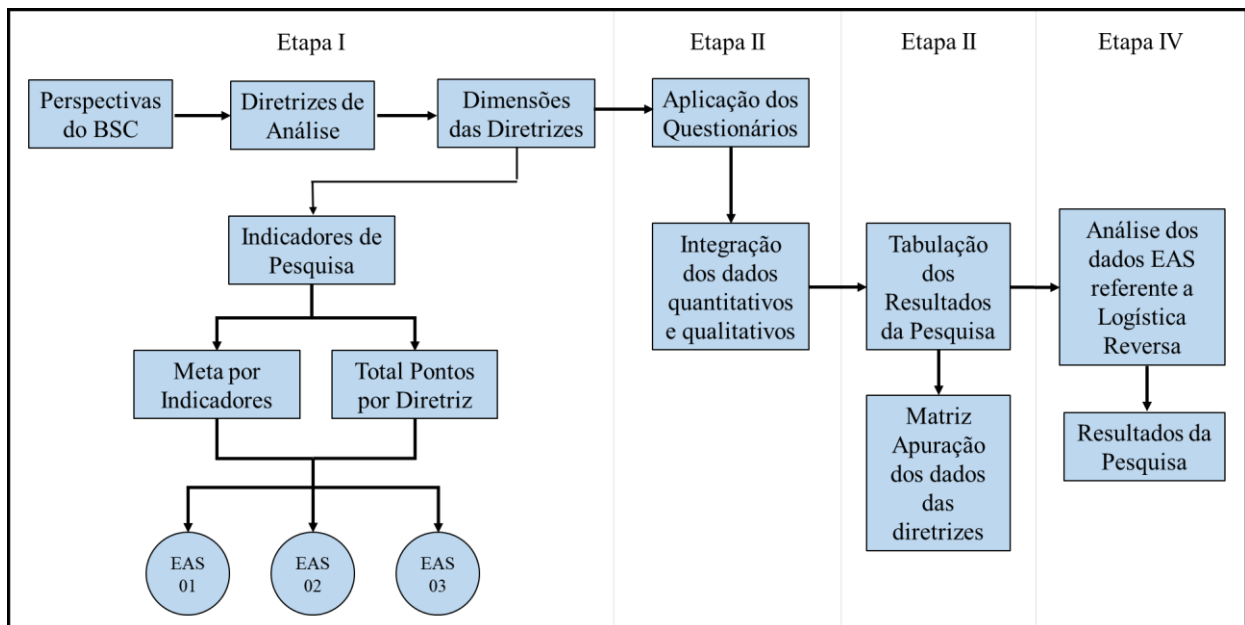 Etapa I
Etapa II
Etapa II
Etapa IV
Perspectivas
do BSC
Diretrizes de
Análise
Dimensões
das Diretrizes
Aplicação dos
Questionários
Indicadores de
Pesquisa
Integração
dos dados
quantitativos
e qualitativos
Tabulação
dos
Resultados
da Pesquisa
Análise dos
dados EAS
referente a
Logística
Reversa
Meta por
Indicadores
Total Pontos
por Diretriz
Matriz
Apuração
dos dados
das
diretrizes
Resultados da
Pesquisa
EAS
01
EAS
02
EAS
03